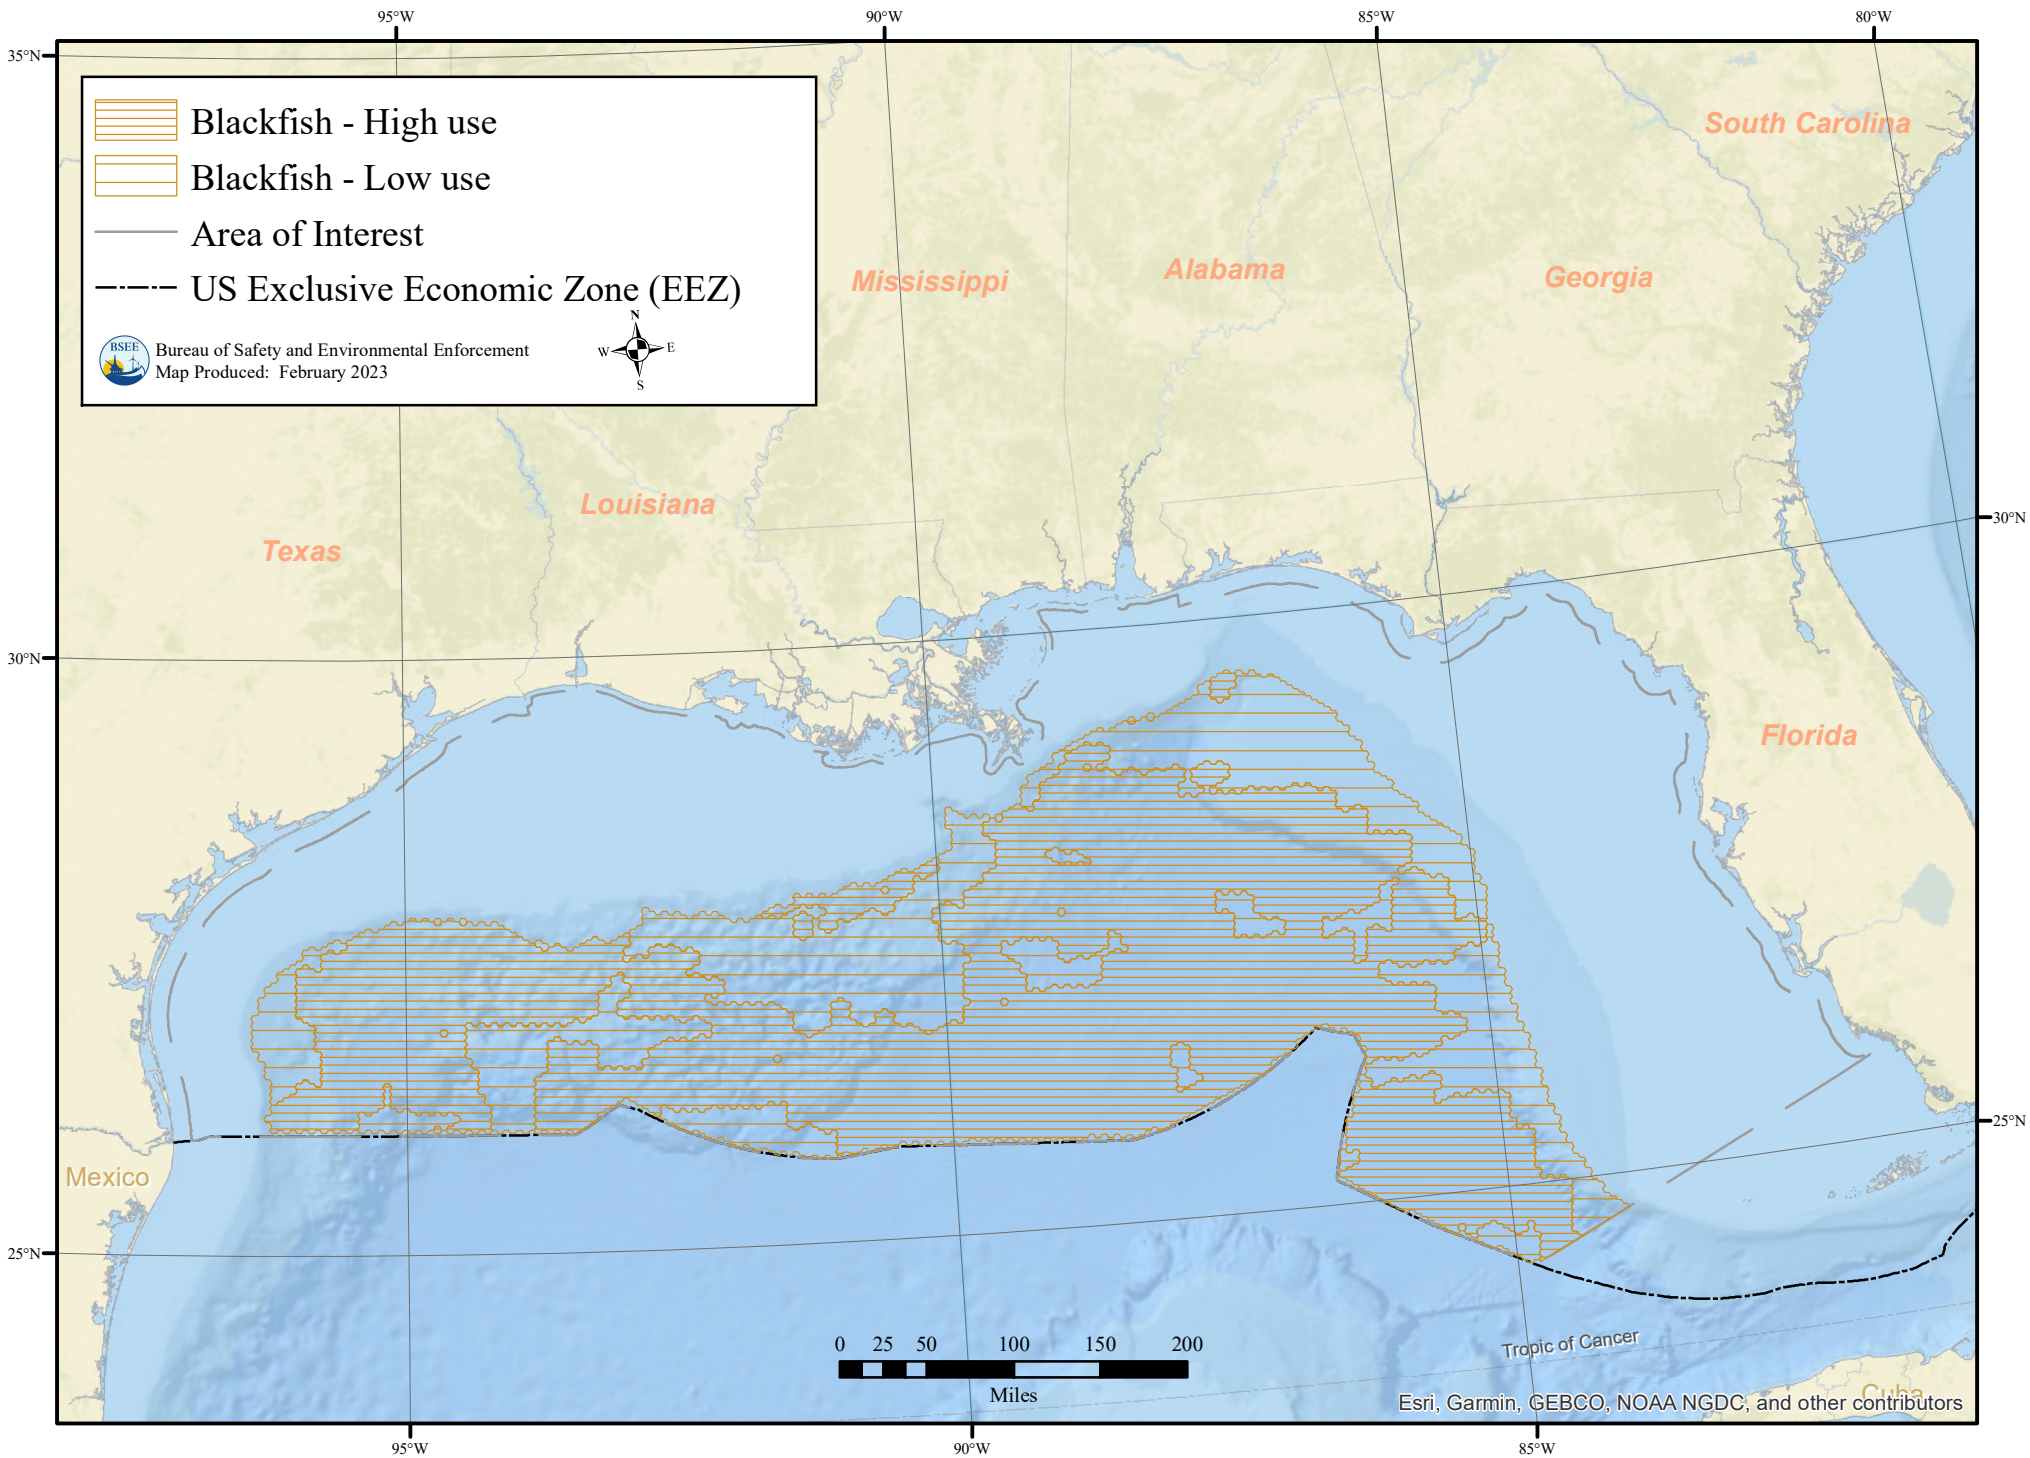 95°W 90°W 85°W 80°W
35°N
Blackfish - High use
Blackfish - Low use
Area of Interest
US Exclusive Economic Zone (EEZ)
BSEE
Bureau of Safety and Environmental Enforcement
Map Produced: February 2023
N
W E
S
South Carolina
Mississippi
Alabama
Georgia
Louisiana
Texas
30°N
30°N
Florida
25°N
Mexico
25°N
0 25 50 100 150 200
Miles
Tropic of Cancer
Cuba
Esri, Garmin, GEBCO, NOAA NGDC, and other contributors
95°W 90°W 85°W